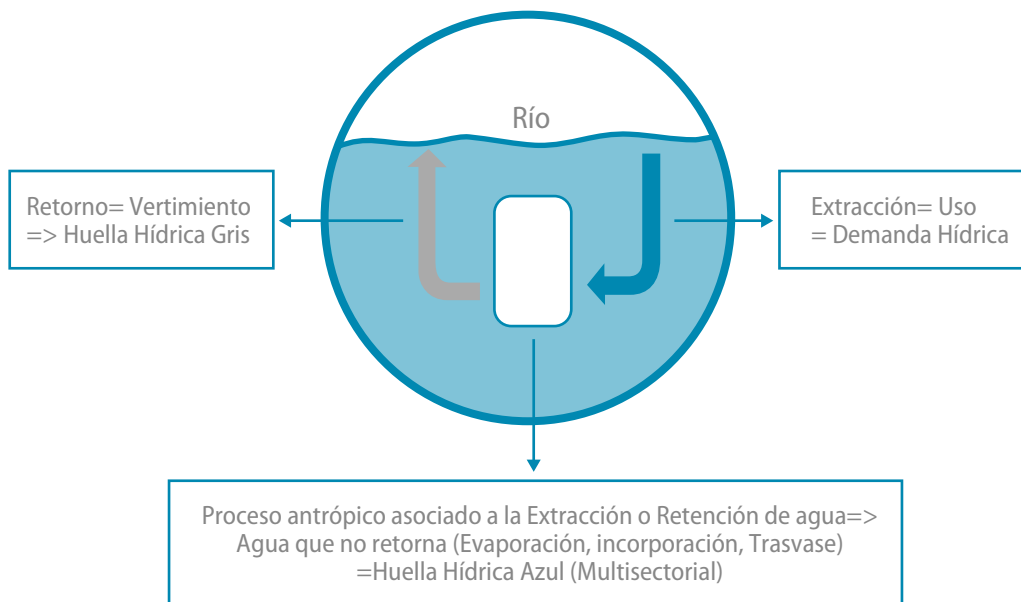 Río
Retorno= Vertimiento
=> Huella Hídrica Gris
Extracción= Uso
= Demanda Hídrica
Proceso antrópico asociado a la Extracción o Retención de agua=>
Agua que no retorna (Evaporación, incorporación, Trasvase)
=Huella Hídrica Azul (Multisectorial)